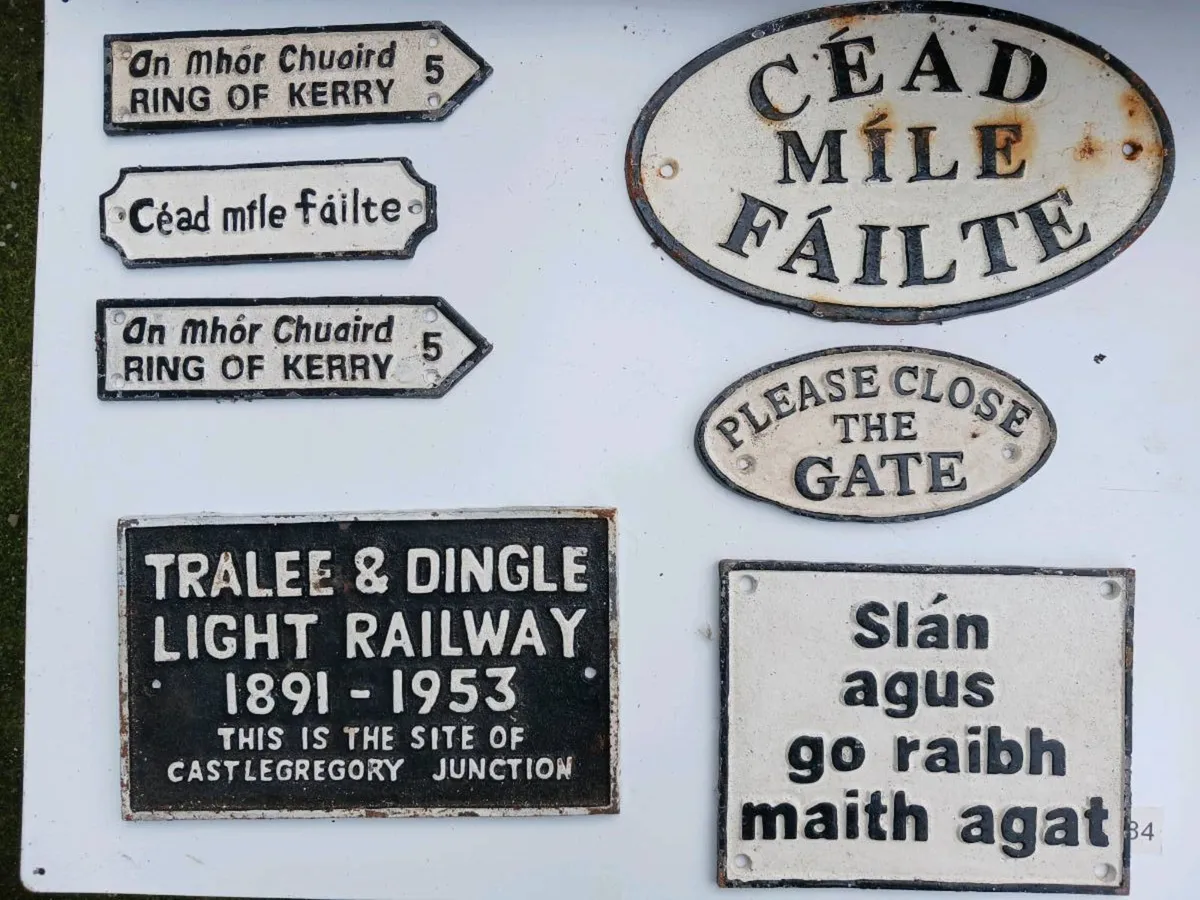 An Mhór Chuaird
RING OF KERRY 5
Céad míle fáilte
An Mhór Chuaird
RING OF KERRY 5
CÉAD
MÍLE
FÁILTE
PLEASE CLOSE
THE
GATE
TRALEE & DINGLE
LIGHT RAILWAY
1891 - 1953
THIS IS THE SITE OF
CASTLEGREGORY JUNCTION
Slán
agus
go raibh
maith agat
34